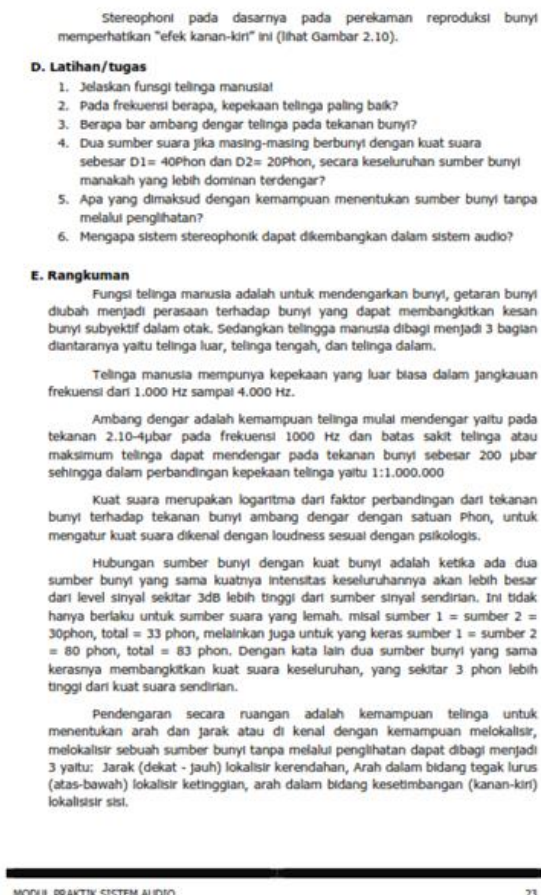 Stereophoni pada dasarnya pada perekaman reproduksi bunyi
memperhatikan "efek kanan-kiri" ini (lihat Gambar 2.10).
D. Latihan/tugas
1. Jelaskan funsgi telinga manusia!
2. Pada frekuensi berapa, kepekaan telinga paling baik?
3. Berapa bar ambang dengar telinga pada tekanan bunyi?
4. Dua sumber suara jika masing-masing berbunyi dengan kuat suara
sebesar D1= 40Phon dan D2= 20Phon, secara keseluruhan sumber bunyi
manakah yang lebih dominan terdengar?
5. Apa yang dimaksud dengan kemampuan menentukan sumber bunyi tanpa
melalui penglihatan?
6. Mengapa sistem stereophonik dapat dikembangkan dalam sistem audio?
E. Rangkuman
Fungsi telinga manusia adalah untuk mendengarkan bunyi, getaran bunyi
diubah menjadi perasaan terhadap bunyi yang dapat membangkitkan kesan
bunyi subyektif dalam otak. Sedangkan telingga manusia dibagi menjadi 3 bagian
diantaranya yaitu telinga luar, telinga tengah, dan telinga dalam.
Telinga manusia mempunya kepekaan yang luar biasa dalam jangkauan
frekuensi dari 1.000 Hz sampai 4.000 Hz.
Ambang dengar adalah kemampuan telinga mulai mendengar yaitu pada
tekanan 2.10-4µbar pada frekuensi 1000 Hz dan batas sakit telinga atau
maksimum telinga dapat mendengar pada tekanan bunyi sebesar 200 µbar
sehingga dalam perbandingan kepekaan telinga yaitu 1:1.000.000
Kuat suara merupakan logaritma dari faktor perbandingan dari tekanan
bunyi terhadap tekanan bunyi ambang dengar dengan satuan Phon, untuk
mengatur kuat suara dikenal dengan loudness sesuai dengan psikologis.
Hubungan sumber bunyi dengan kuat bunyi adalah ketika ada dua
sumber bunyi yang sama kuatnya intensitas keseluruhannya akan lebih besar
dari level sinyal sekitar 3dB lebih tinggi dari sumber sinyal sendirian. Ini tidak
hanya berlaku untuk sumber suara yang lemah. misal sumber 1 = sumber 2 =
30phon, total = 33 phon, melainkan juga untuk yang keras sumber 1 = sumber 2
= 80 phon, total = 83 phon. Dengan kata lain dua sumber bunyi yang sama
kerasnya membangkitkan kuat suara keseluruhan, yang sekitar 3 phon lebih
tinggi dari kuat suara sendirian.
Pendengaran secara ruangan adalah kemampuan telinga untuk
menentukan arah dan jarak atau di kenal dengan kemampuan melokalisir,
melokalisir sebuah sumber bunyi tanpa melalui penglihatan dapat dibagi menjadi
3 yaitu: Jarak (dekat - jauh) lokalisir kerendahan, Arah dalam bidang tegak lurus
(atas-bawah) lokalisir ketinggian, arah dalam bidang kesetimbangan (kanan-kiri)
lokalisisir sisi.
MODUL PRAKTIK SISTEM AUDIO 23